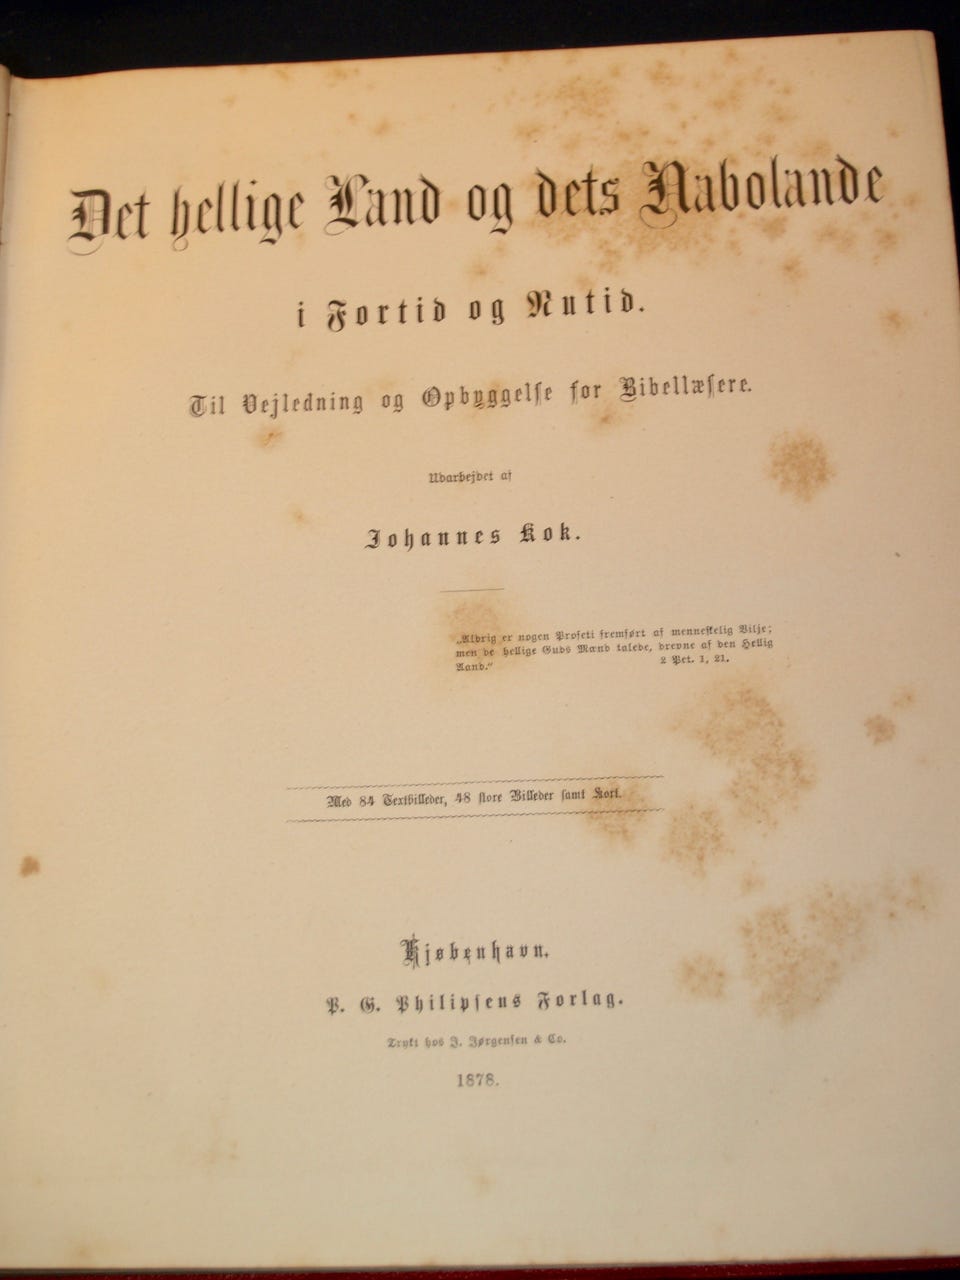 Det hellige Land og dets Nabolande
i Fortid og Nutid.
Til Vejledning og Opbyggelse for Bibellæsere.
Udarbejdet af
Johannes Kok.
„Aldrig er nogen Profeti fremført af menneskelig Vilje;
men de hellige Guds Mænd talede, drevne af den Hellig
Aand.“ 2 Pet. 1, 21.
Med 84 Textbilleder, 48 store Billeder samt Kort.
Kjøbenhavn.
P. G. Philipsens Forlag.
Trykt hos J. Jørgensen & Co.
1878.